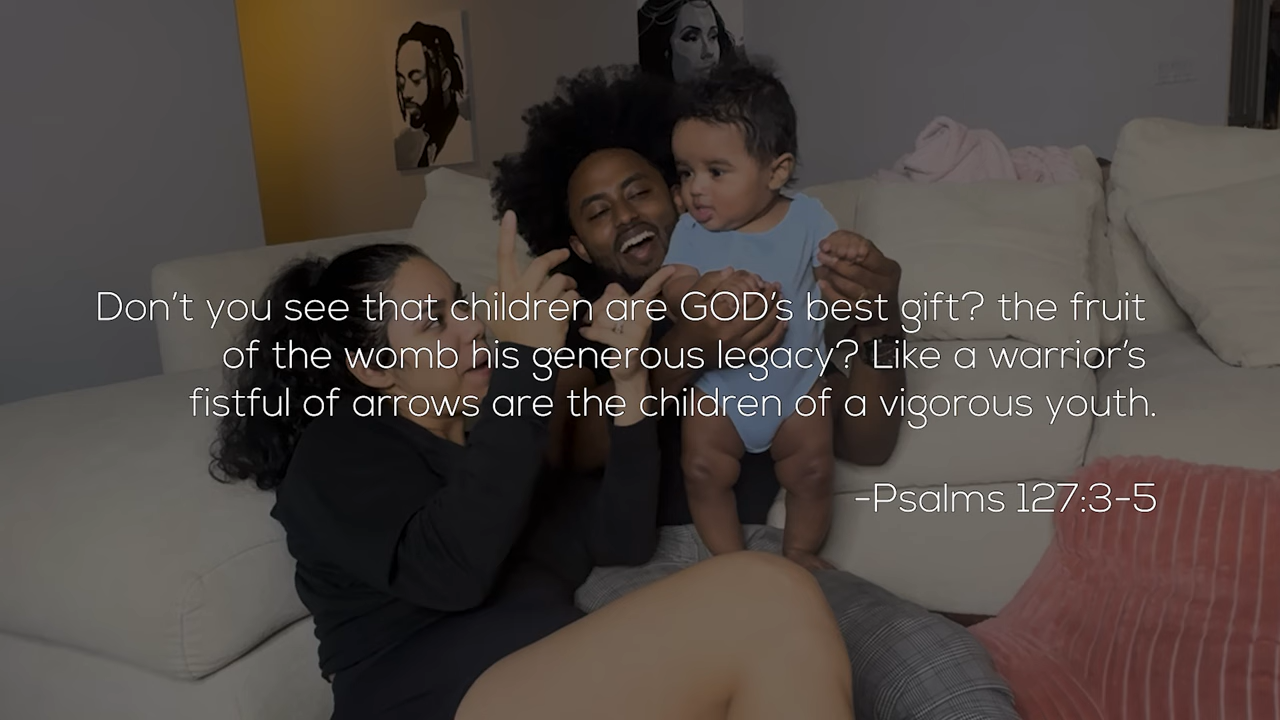 Don't you see that children are GOD's best gift? the fruit
of the womb his generous legacy? Like a warrior's
fistful of arrows are the children of a vigorous youth.
-Psalms 127:3-5